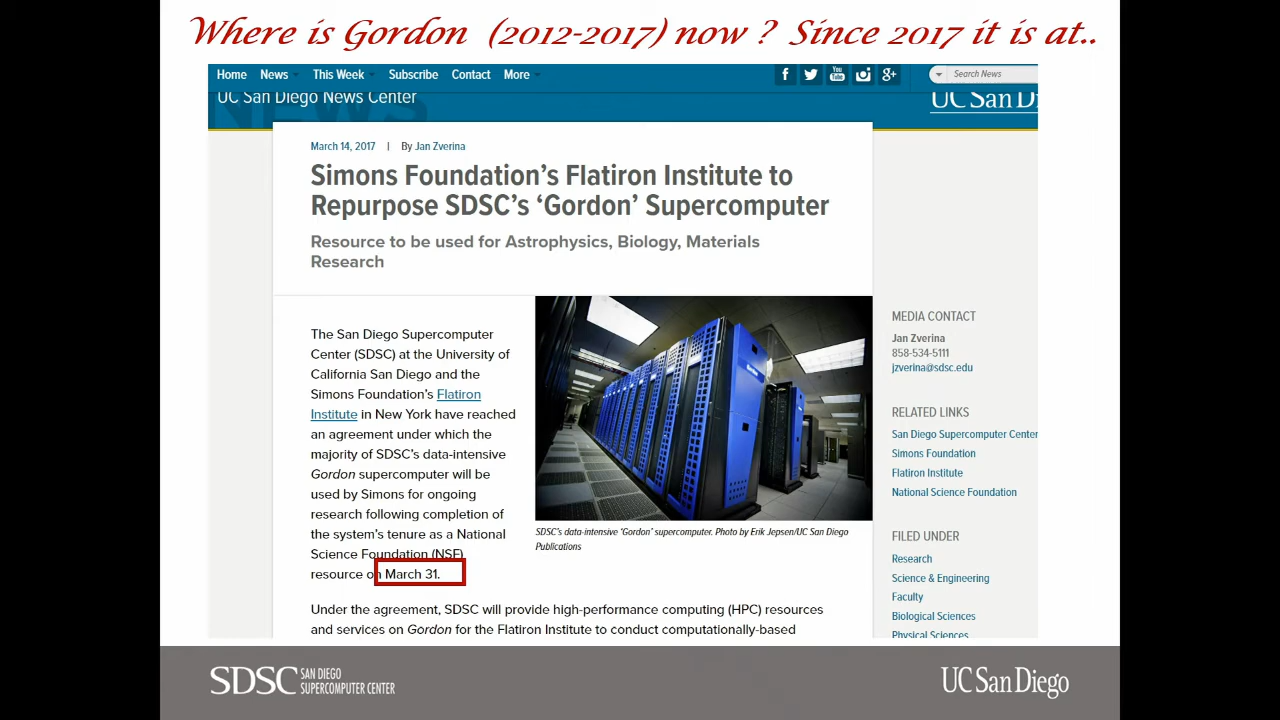 Where is Gordon (2012-2017) now ? Since 2017 it is at..
Home News This Week Subscribe Contact More
Search News
UC San Diego News Center
UC San Di
March 14, 2017 | By Jan Zverina
Simons Foundation's Flatiron Institute to
Repurpose SDSC's 'Gordon' Supercomputer
Resource to be used for Astrophysics, Biology, Materials
Research
The San Diego Supercomputer
Center (SDSC) at the University of
California San Diego and the
Simons Foundation's Flatiron
Institute in New York have reached
an agreement under which the
majority of SDSC's data-intensive
Gordon supercomputer will be
used by Simons for ongoing
research following completion of
the system's tenure as a National
Science Foundation (NSF)
resource on March 31.
SDSC's data-intensive 'Gordon' supercomputer. Photo by Erik Jepsen/UC San Diego
Publications
Under the agreement, SDSC will provide high-performance computing (HPC) resources
and services on Gordon for the Flatiron Institute to conduct computationally-based
MEDIA CONTACT
Jan Zverina
858-534-5111
jzverina@sdsc.edu
RELATED LINKS
San Diego Supercomputer Center
Simons Foundation
Flatiron Institute
National Science Foundation
FILED UNDER
Research
Science & Engineering
Faculty
Biological Sciences
Physical Sciences
SDSC SAN DIEGO
SUPERCOMPUTER CENTER
UC San Diego